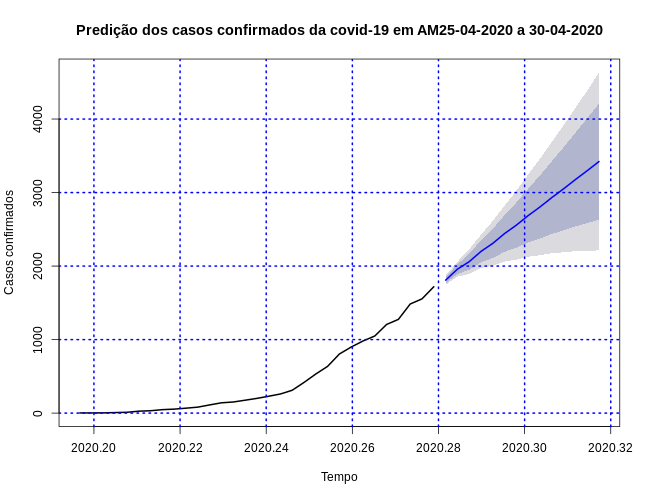 Predição dos casos confirmados da covid-19 em AM25-04-2020 a 30-04-2020
Casos confirmados
4000
3000
2000
1000
0
2020.20 2020.22 2020.24 2020.26 2020.28 2020.30 2020.32
Tempo